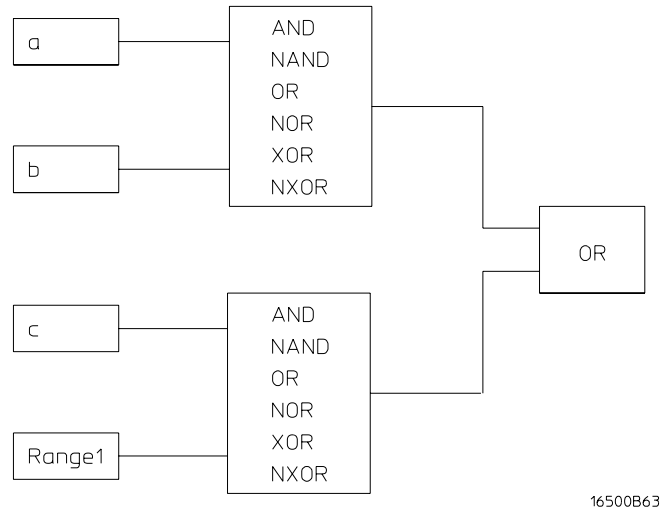 a
AND
NAND
OR
NOR
XOR
NXOR
b
OR
c
AND
NAND
OR
NOR
XOR
NXOR
Range1
16500B63